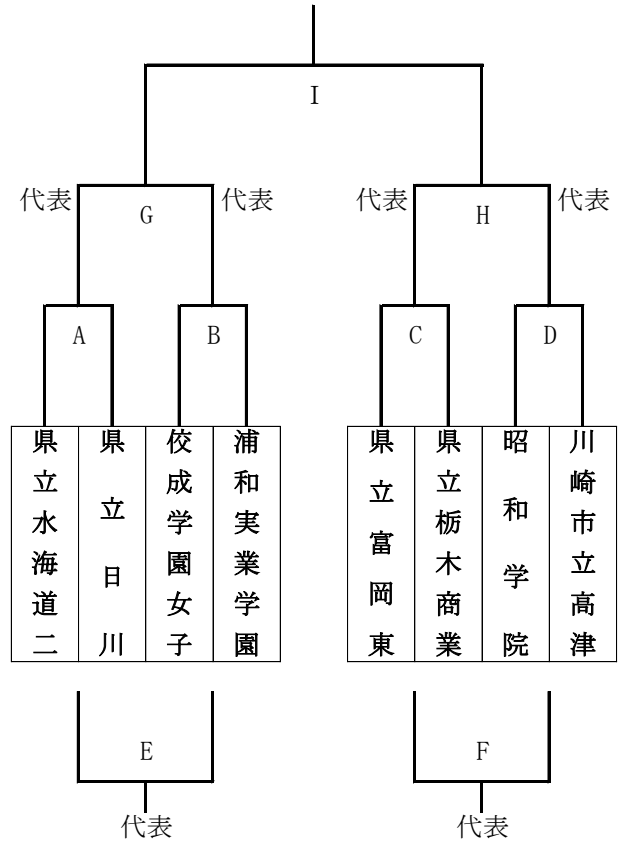 I
代表
G
代表
代表
H
代表
A
B
C
D
県立水海道二
県立日川
佼成学園女子
浦和実業学園
県立富岡東
県立栃木商業
昭和学院
川崎市立高津
E
F
代表
代表